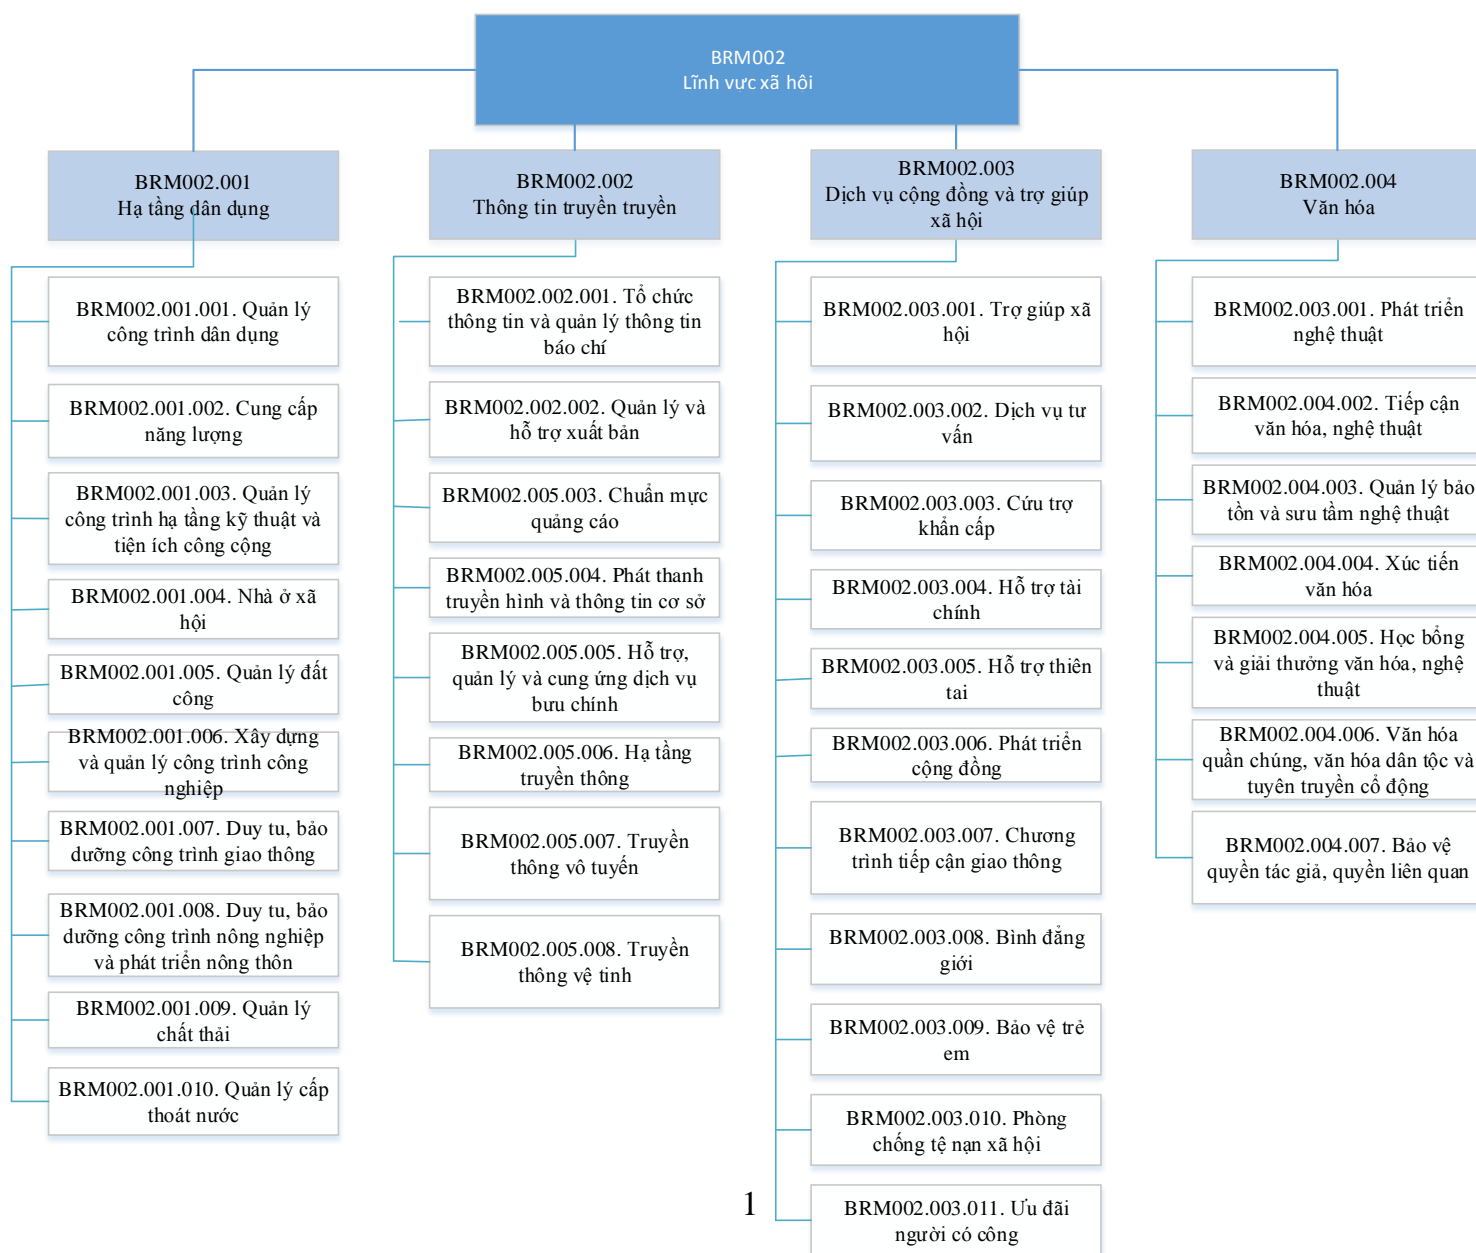 BRM002
Lĩnh vưc xã hôi
BRM002.001
Hạ tầng dân dụng
BRM002.001.001. Quản lý
công trình dân dụng
BRM002.001.002. Cung cấp
năng lượng
BRM002.001.003. Quản lý
công trình hạ tầng kỹ thuật và
tiện ích công cộng
BRM002.001.004. Nhà ở xã
hội
BRM002.001.005. Quản lý đất
công
BRM002.001.006. Xây dựng
và quản lý công trình công
nghiệp
BRM002.001.007. Duy tu, bảo
dưỡng công trình giao thông
BRM002.001.008. Duy tu, bảo
dưỡng công trình nông nghiệp
và phát triển nông thôn
BRM002.001.009. Quản lý
chất thải
BRM002.001.010. Quản lý cấp
thoát nước
BRM002.002
Thông tin truyền truyền
BRM002.002.001. Tổ chức
thông tin và quản lý thông tin
báo chí
BRM002.002.002. Quản lý và
hỗ trợ xuất bản
BRM002.005.003. Chuẩn mực
quảng cáo
BRM002.005.004. Phát thanh
truyền hình và thông tin cơ sở
BRM002.005.005. Hỗ trợ,
quản lý và cung ứng dịch vụ
bưu chính
BRM002.005.006. Hạ tầng
truyền thông
BRM002.005.007. Truyền
thông vô tuyến
BRM002.005.008. Truyền
thông vệ tinh
BRM002.003
Dịch vụ cộng đồng và trợ giúp
xã hội
BRM002.003.001. Trợ giúp xã
hội
BRM002.003.002. Dịch vụ tư
vấn
BRM002.003.003. Cứu trợ
khẩn cấp
BRM002.003.004. Hỗ trợ tài
chính
BRM002.003.005. Hỗ trợ thiên
tai
BRM002.003.006. Phát triển
cộng đồng
BRM002.003.007. Chương
trình tiếp cận giao thông
BRM002.003.008. Bình đẳng
giới
BRM002.003.009. Bảo vệ trẻ
em
BRM002.003.010. Phòng
chống tệ nạn xã hội
BRM002.003.011. Ưu đãi
người có công
BRM002.004
Văn hóa
BRM002.003.001. Phát triển
nghệ thuật
BRM002.004.002. Tiếp cận
văn hóa, nghệ thuật
BRM002.004.003. Quản lý bảo
tồn và sưu tầm nghệ thuật
BRM002.004.004. Xúc tiến
văn hóa
BRM002.004.005. Học bổng
và giải thưởng văn hóa, nghệ
thuật
BRM002.004.006. Văn hóa
quần chúng, văn hóa dân tộc và
tuyên truyền cổ động
BRM002.004.007. Bảo vệ
quyền tác giả, quyền liên quan
1